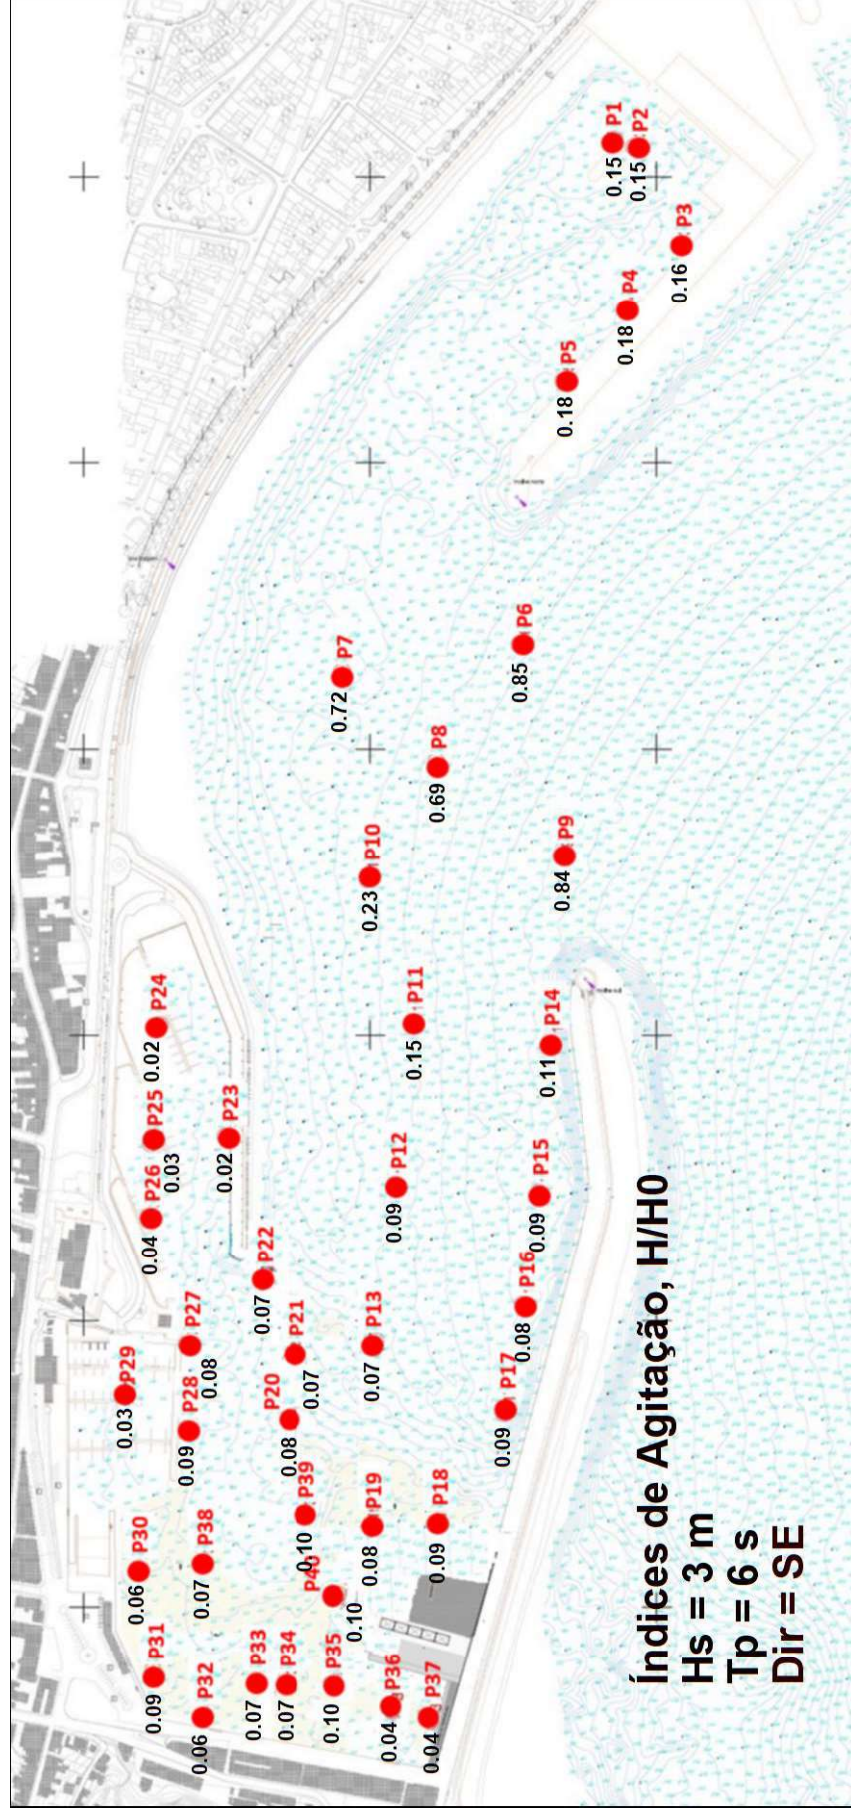 P1
0.15
P2
0.15
P3
0.16
P4
0.18
P5
0.18
P6
0.85
P7
0.72
P8
0.69
P9
0.84
P10
0.23
P11
0.15
P12
0.09
P13
0.07
P14
0.11
P15
0.09
P16
0.08
P17
0.09
P18
0.09
P19
0.08
P20
0.08
P21
0.07
P22
0.07
P23
0.02
P24
0.02
P25
0.03
P26
0.04
P27
0.08
P28
0.09
P29
0.03
P30
0.06
P31
0.09
P32
0.06
P33
0.07
P34
0.07
P35
0.10
P36
0.04
P37
0.04
P38
0.07
P39
0.10
P40
0.10
Índices de Agitação, H/H0
Hs = 3 m
Tp = 6 s
Dir = SE